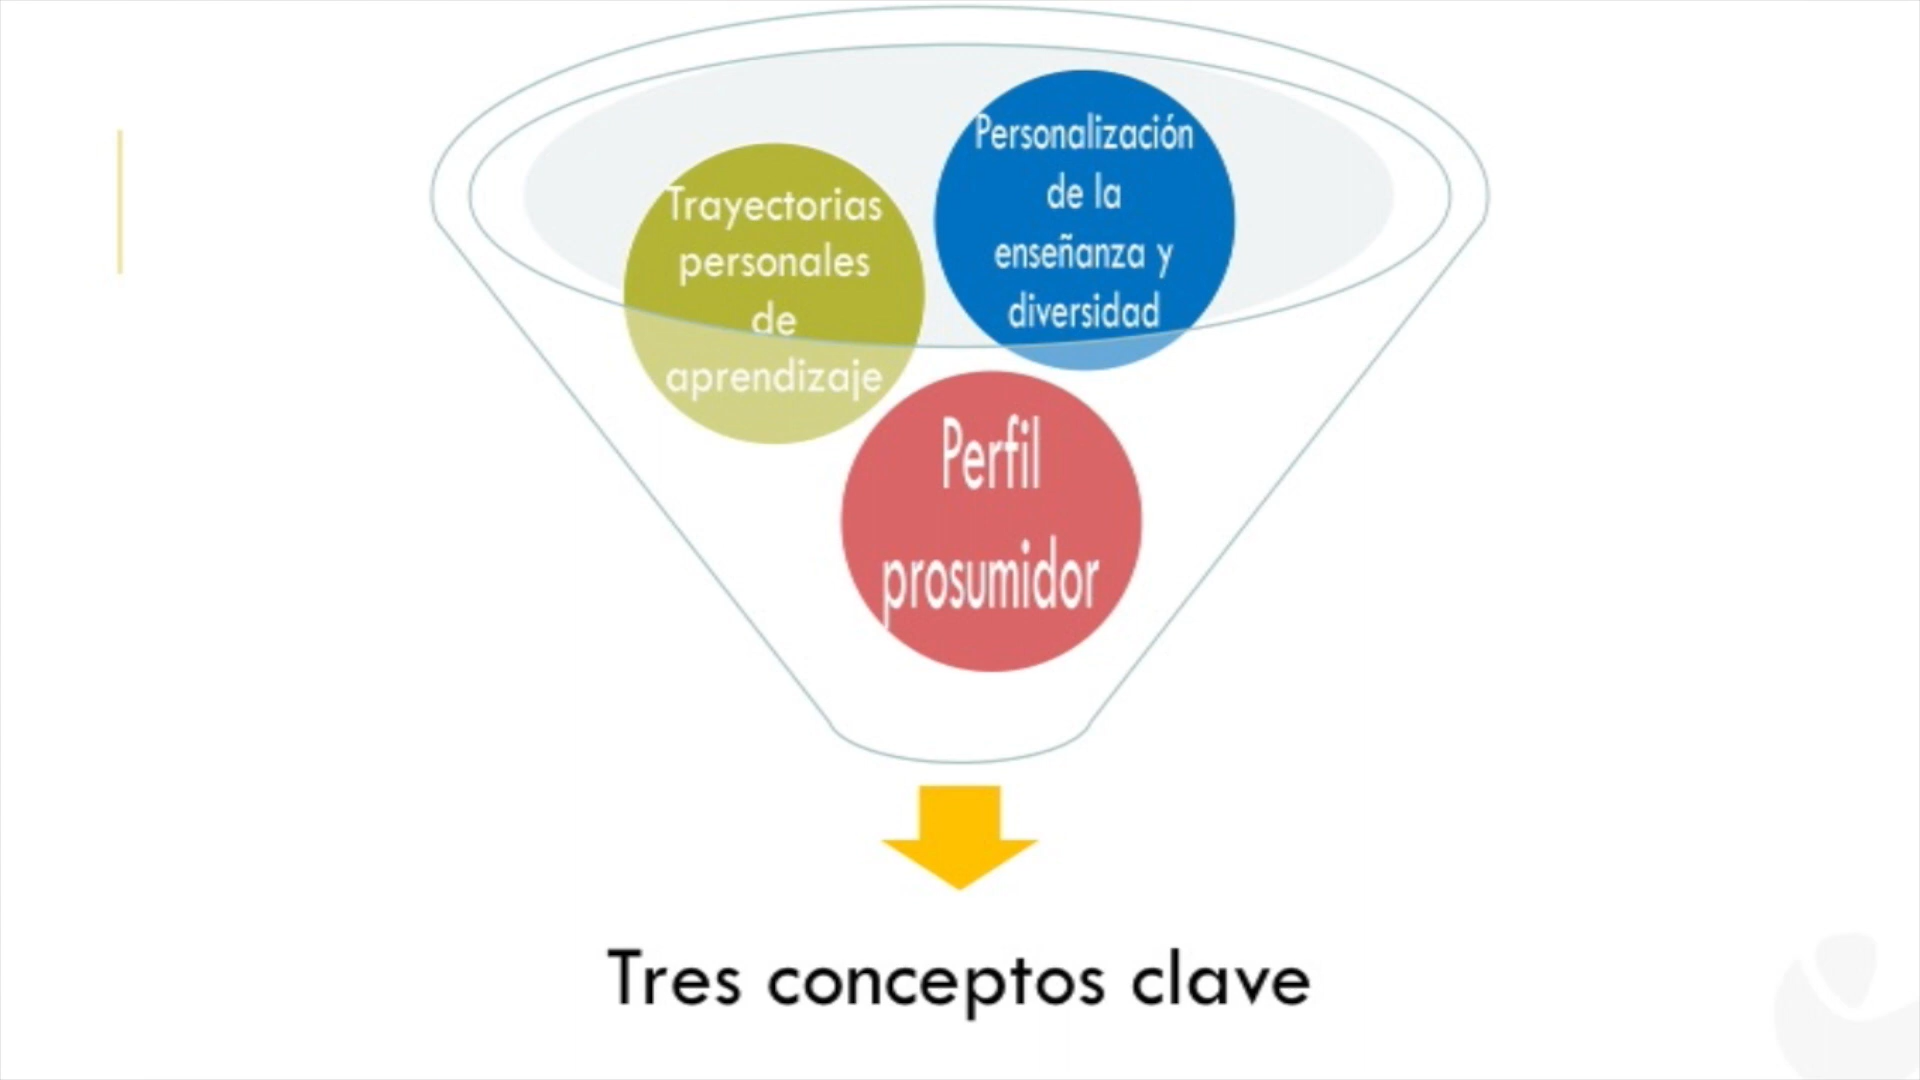 Trayectorias
personales
de
aprendizaje
Personalización
de la
enseñanza y
diversidad
Perfil
prosumidor
Tres conceptos clave